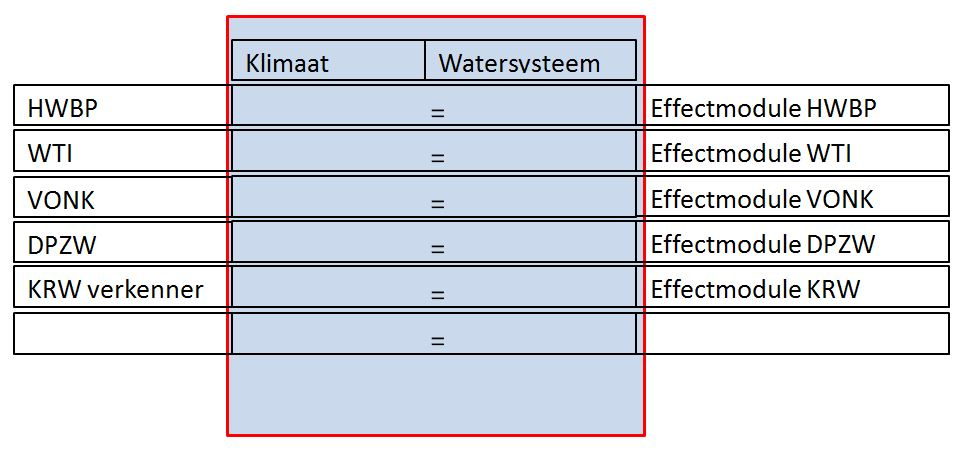 Klimaat Watersysteem
HWBP = Effectmodule HWBP
WTI = Effectmodule WTI
VONK = Effectmodule VONK
DPZW = Effectmodule DPZW
KRW verkenner = Effectmodule KRW
=